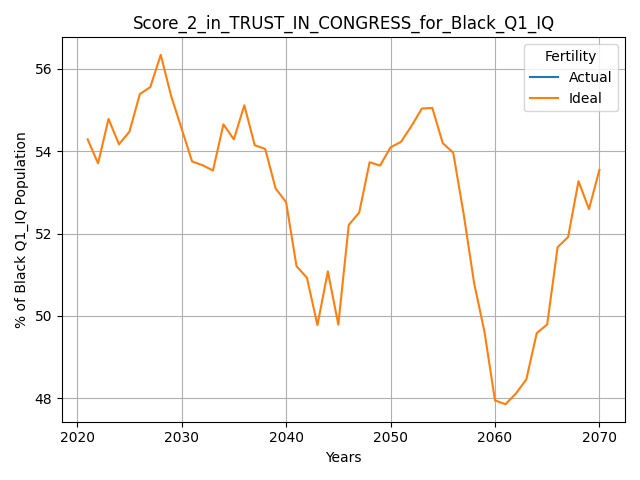 Score_2_in_TRUST_IN_CONGRESS_for_Black_Q1_IQ
Fertility
Actual
Ideal
% of Black Q1_IQ Population
56
54
52
50
48
2020
2030
2040
2050
2060
2070
Years